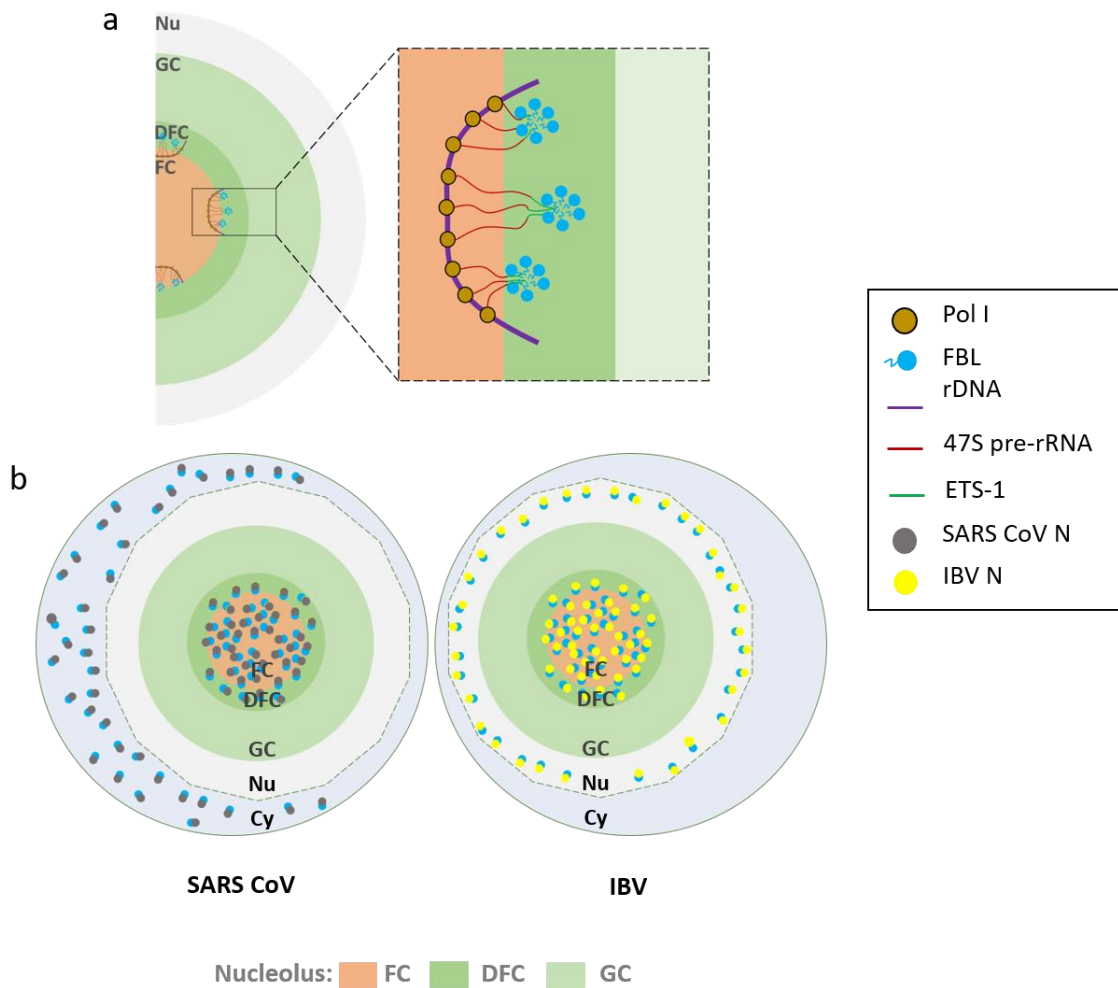 a
Nu
GC
DFC
FC
Pol I
FBL
rDNA
47S pre-rRNA
ETS-1
SARS CoV N
IBV N
b
FC
DFC
GC
Nu
Cy
SARS CoV
FC
DFC
GC
Nu
Cy
IBV
Nucleolus: FC DFC GC